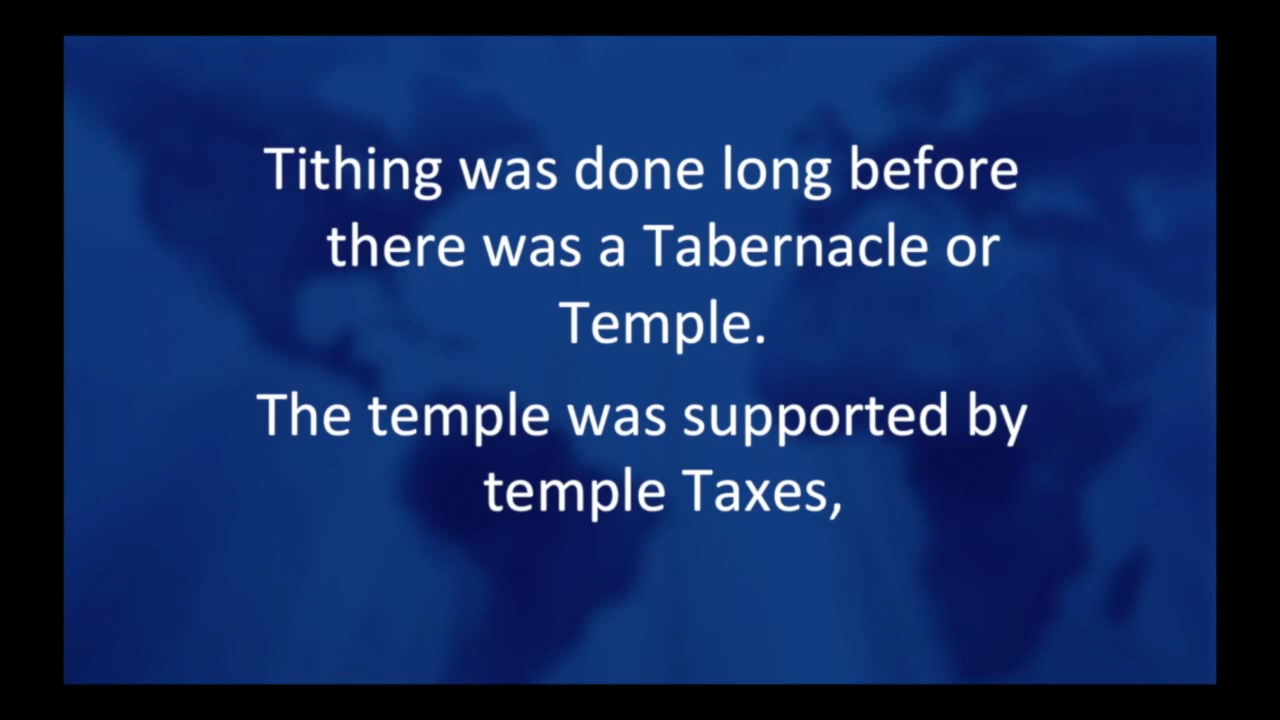 Tithing was done long before
there was a Tabernacle or
Temple.
The temple was supported by
temple Taxes,